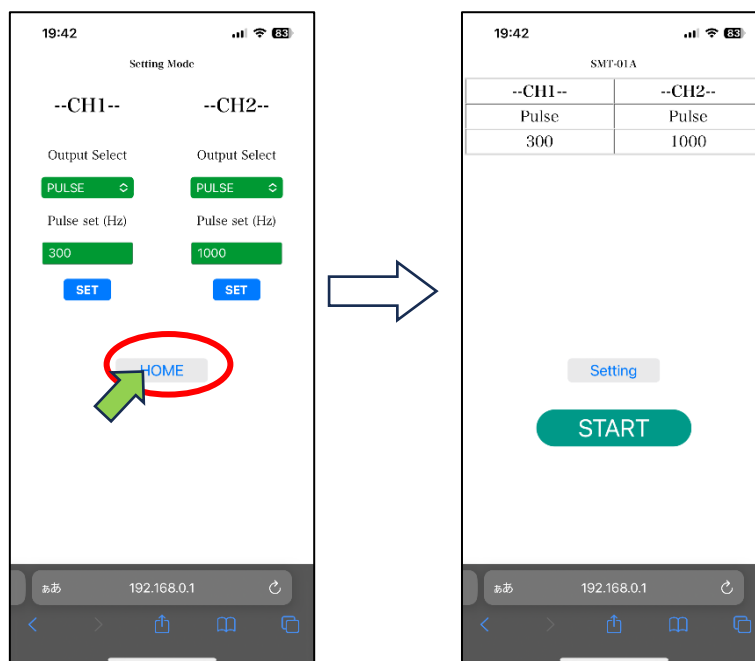 19:42
83
Setting Mode
--CH1--
--CH2--
Output Select
Output Select
PULSE
PULSE
Pulse set (Hz)
Pulse set (Hz)
300
1000
SET
SET
HOME
ぁあ
192.168.0.1
19:42
83
SMT-01A
--CH1--
--CH2--
Pulse
Pulse
300
1000
Setting
START
ぁあ
192.168.0.1